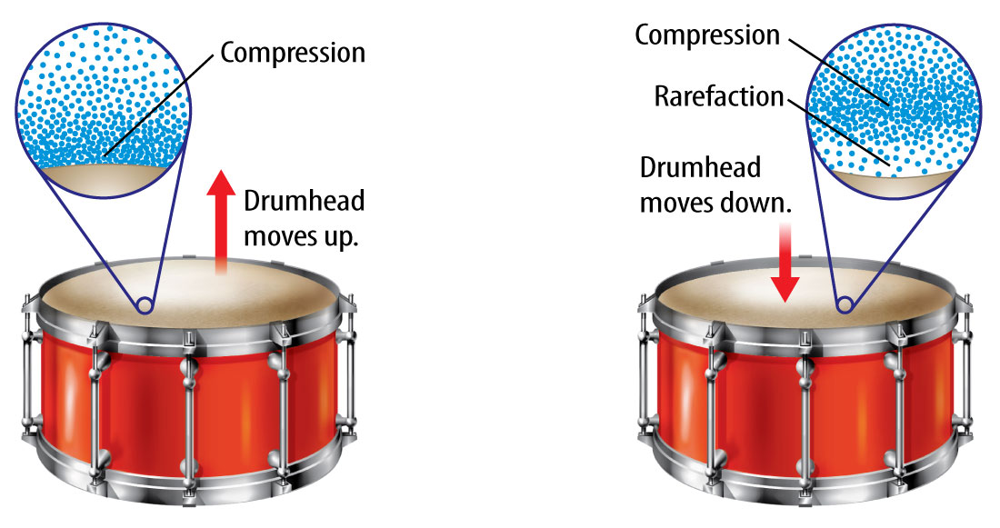 Compression
Drumhead
moves up.
Compression
Rarefaction
Drumhead
moves down.